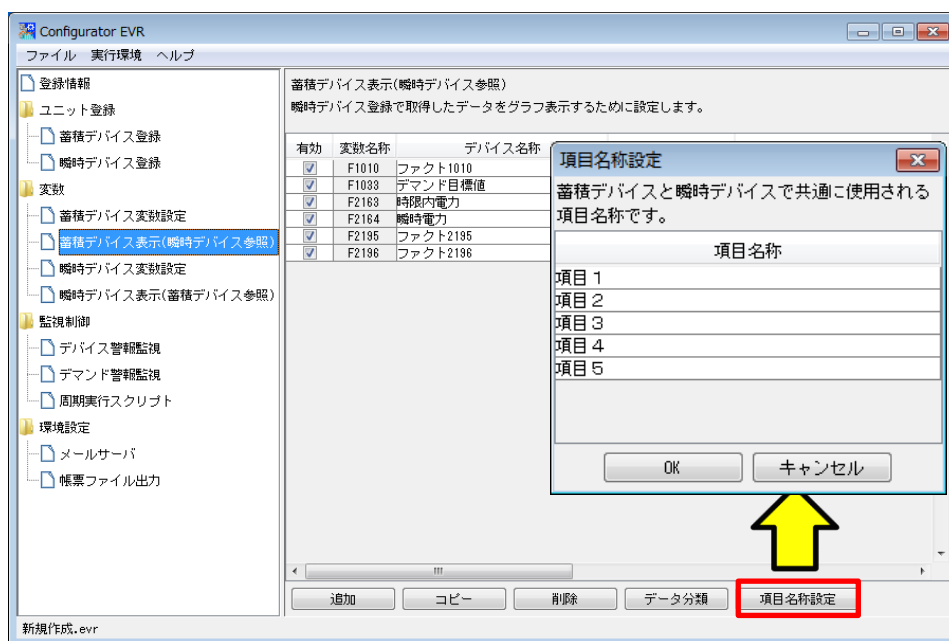 Configurator EVR
ファイル 実行環境 ヘルプ
登録情報
ユニット登録
蓄積デバイス登録
瞬時デバイス登録
変数
蓄積デバイス変数設定
蓄積デバイス表示(瞬時デバイス参照)
瞬時デバイス変数設定
瞬時デバイス表示(蓄積デバイス参照)
監視制御
デバイス警報監視
デマンド警報監視
周期実行スクリプト
環境設定
メールサーバ
帳票ファイル出力
蓄積デバイス表示(瞬時デバイス参照)
瞬時デバイス登録で取得したデータをグラフ表示するために設定します。
有効 変数名称 デバイス名称
F1010 ファクト1010
F1033 デマンド目標値
F2163 時限内電力
F2164 瞬時電力
F2195 ファクト2195
F2196 ファクト2196
項目名称設定
蓄積デバイスと瞬時デバイスで共通に使用される
項目名称です。
項目名称
項目1
項目2
項目3
項目4
項目5
OK キャンセル
追加 コピー 削除 データ分類 項目名称設定
新規作成.evr